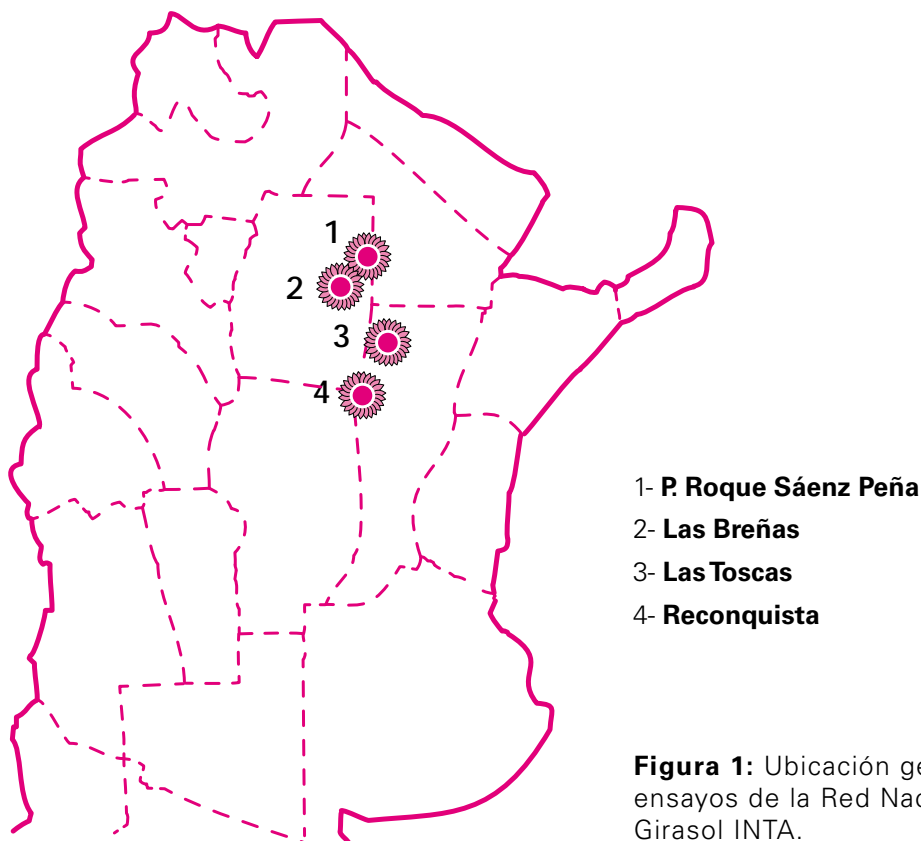 1
2
3
4
1- P. Roque Sáenz Peña
2- Las Breñas
3- Las Toscas
4- Reconquista
Figura 1: Ubicación ge
ensayos de la Red Nac
Girasol INTA.